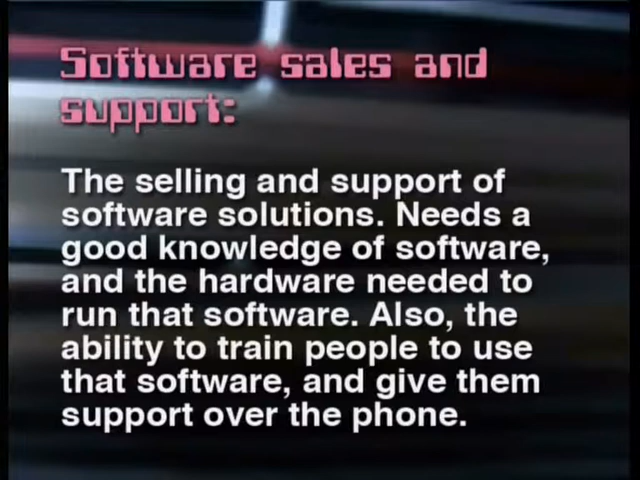 Software sales and
support:
The selling and support of
software solutions. Needs a
good knowledge of software,
and the hardware needed to
run that software. Also, the
ability to train people to use
that software, and give them
support over the phone.